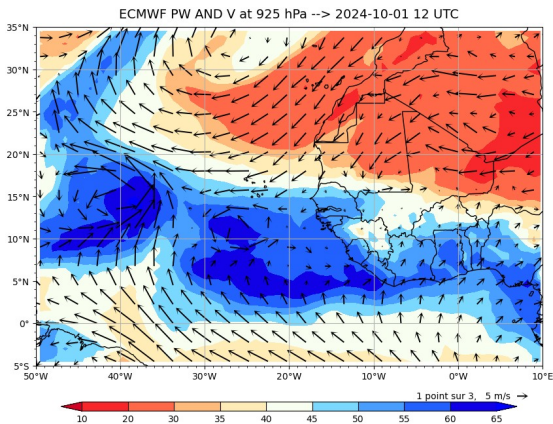 ECMWF PW AND V at 925 hPa --> 2024-10-01 12 UTC
35°N
30°N
25°N
20°N
15°N
10°N
5°N
0°
5°S
50°W 40°W 30°W 20°W 10°W 0°W 10°E
1 point sur 3, 5 m/s
10 20 30 35 40 45 50 55 60 65